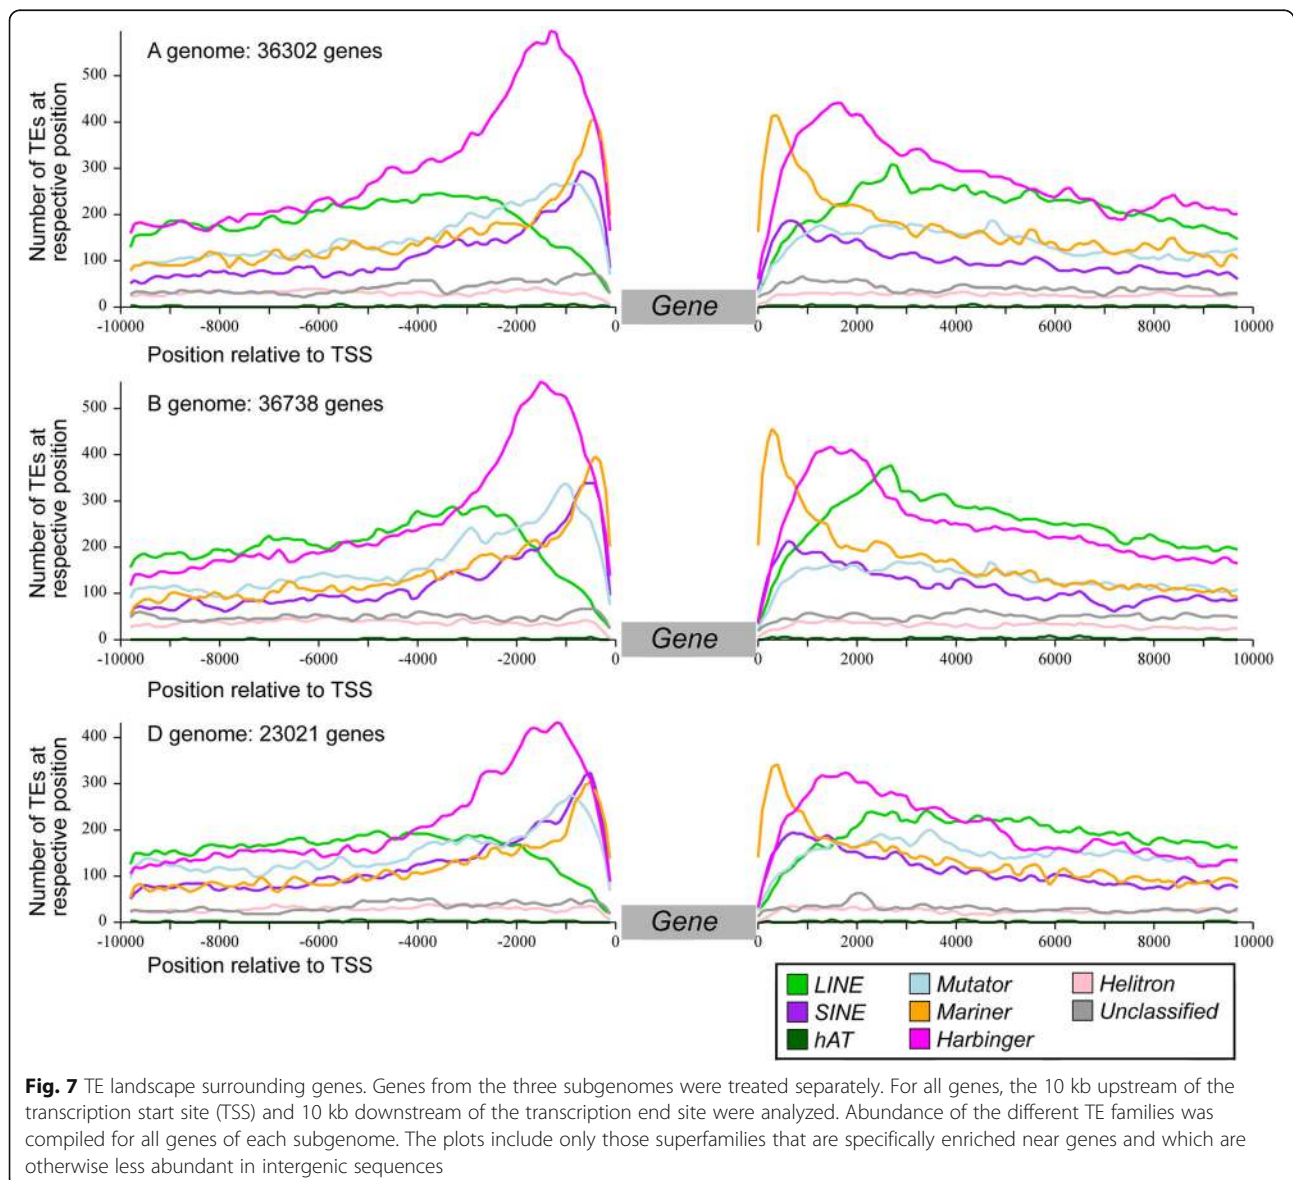 A genome: 36302 genes
Number of TEs at
respective position
500
400
300
200
100
0
-10000 -8000 -6000 -4000 -2000 0
Gene
0 2000 4000 6000 8000 10000
Position relative to TSS
B genome: 36738 genes
Number of TEs at
respective position
500
400
300
200
100
0
-10000 -8000 -6000 -4000 -2000 0
Gene
0 2000 4000 6000 8000 10000
Position relative to TSS
D genome: 23021 genes
Number of TEs at
respective position
400
300
200
100
0
-10000 -8000 -6000 -4000 -2000 0
Gene
0 2000 4000 6000 8000 10000
Position relative to TSS
LINE Mutator Helitron
SINE Mariner Unclassified
hAT Harbinger
Fig. 7 TE landscape surrounding genes. Genes from the three subgenomes were treated separately. For all genes, the 10 kb upstream of the
transcription start site (TSS) and 10 kb downstream of the transcription end site were analyzed. Abundance of the different TE families was
compiled for all genes of each subgenome. The plots include only those superfamilies that are specifically enriched near genes and which are
otherwise less abundant in intergenic sequences